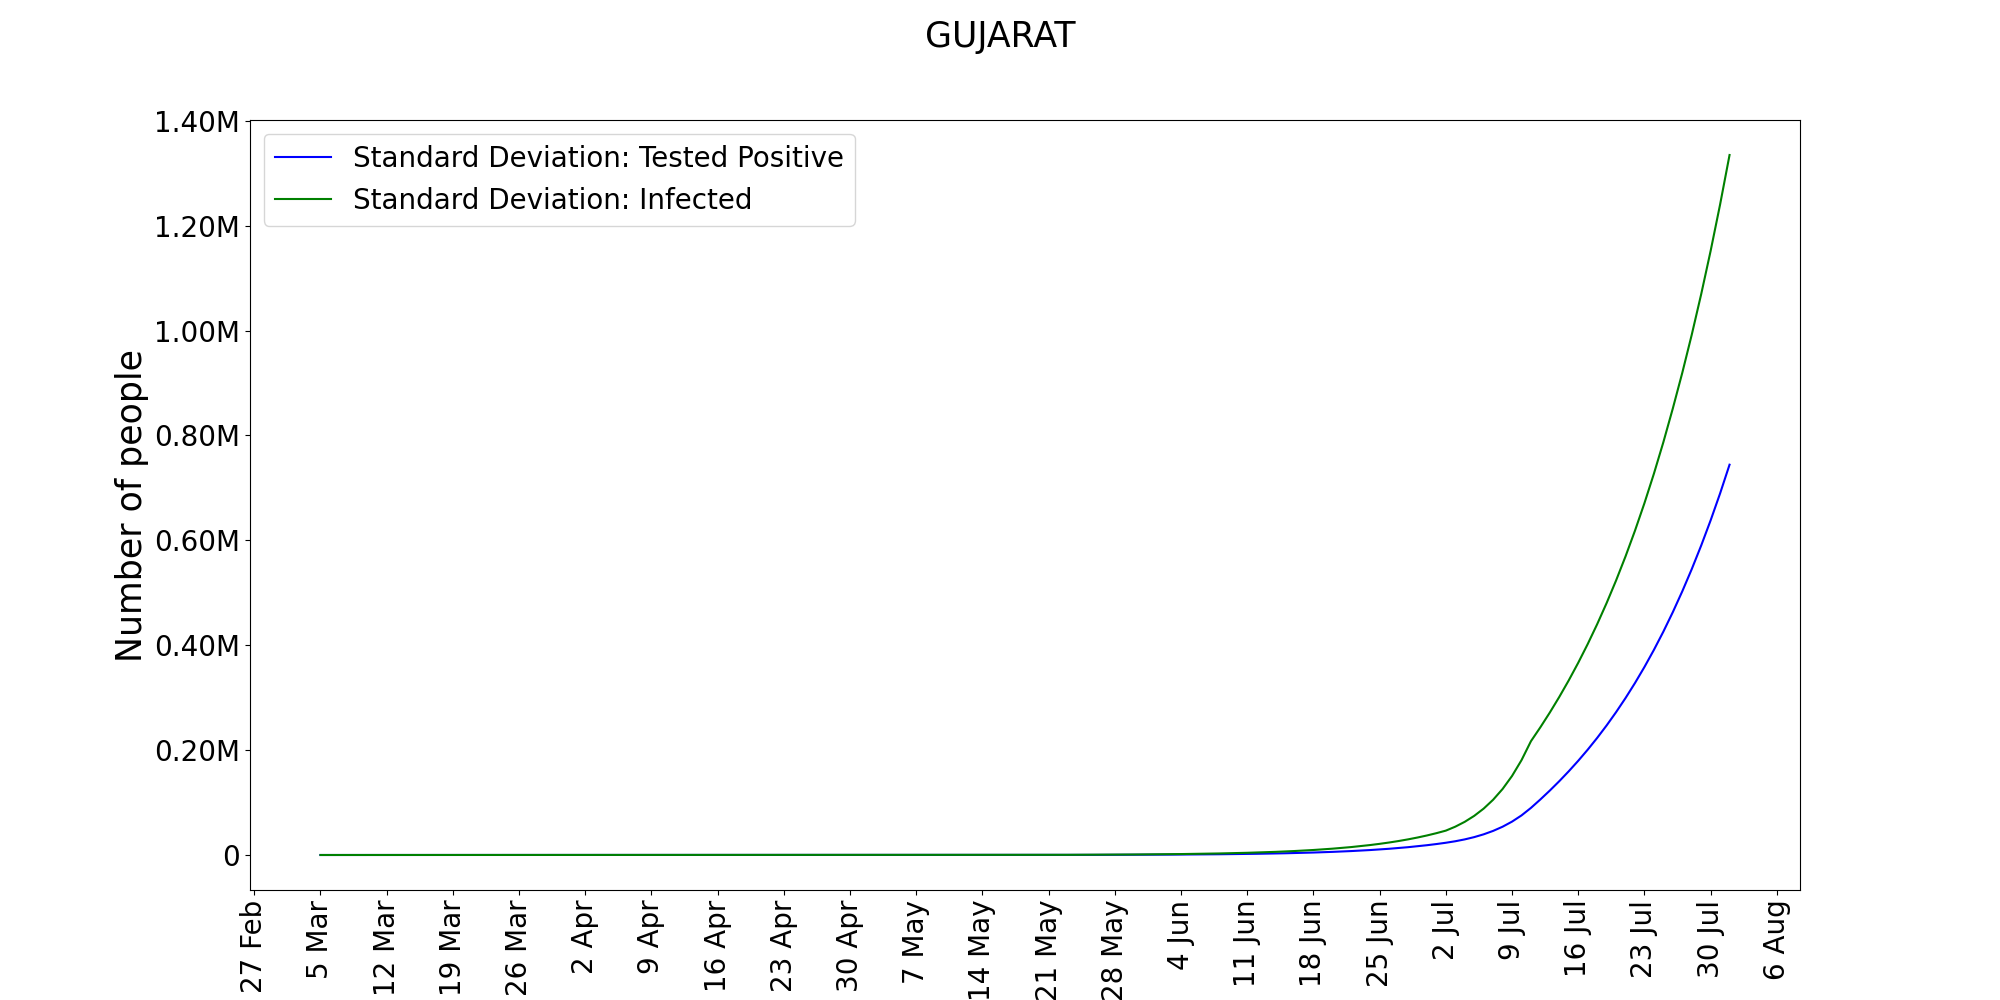 GUJARAT
1.40M
1.20M
1.00M
0.80M
0.60M
0.40M
0.20M
0
Number of people
Standard Deviation: Tested Positive
Standard Deviation: Infected
27 Feb
5 Mar
12 Mar
19 Mar
26 Mar
2 Apr
9 Apr
16 Apr
23 Apr
30 Apr
7 May
14 May
21 May
28 May
4 Jun
11 Jun
18 Jun
25 Jun
2 Jul
9 Jul
16 Jul
23 Jul
30 Jul
6 Aug